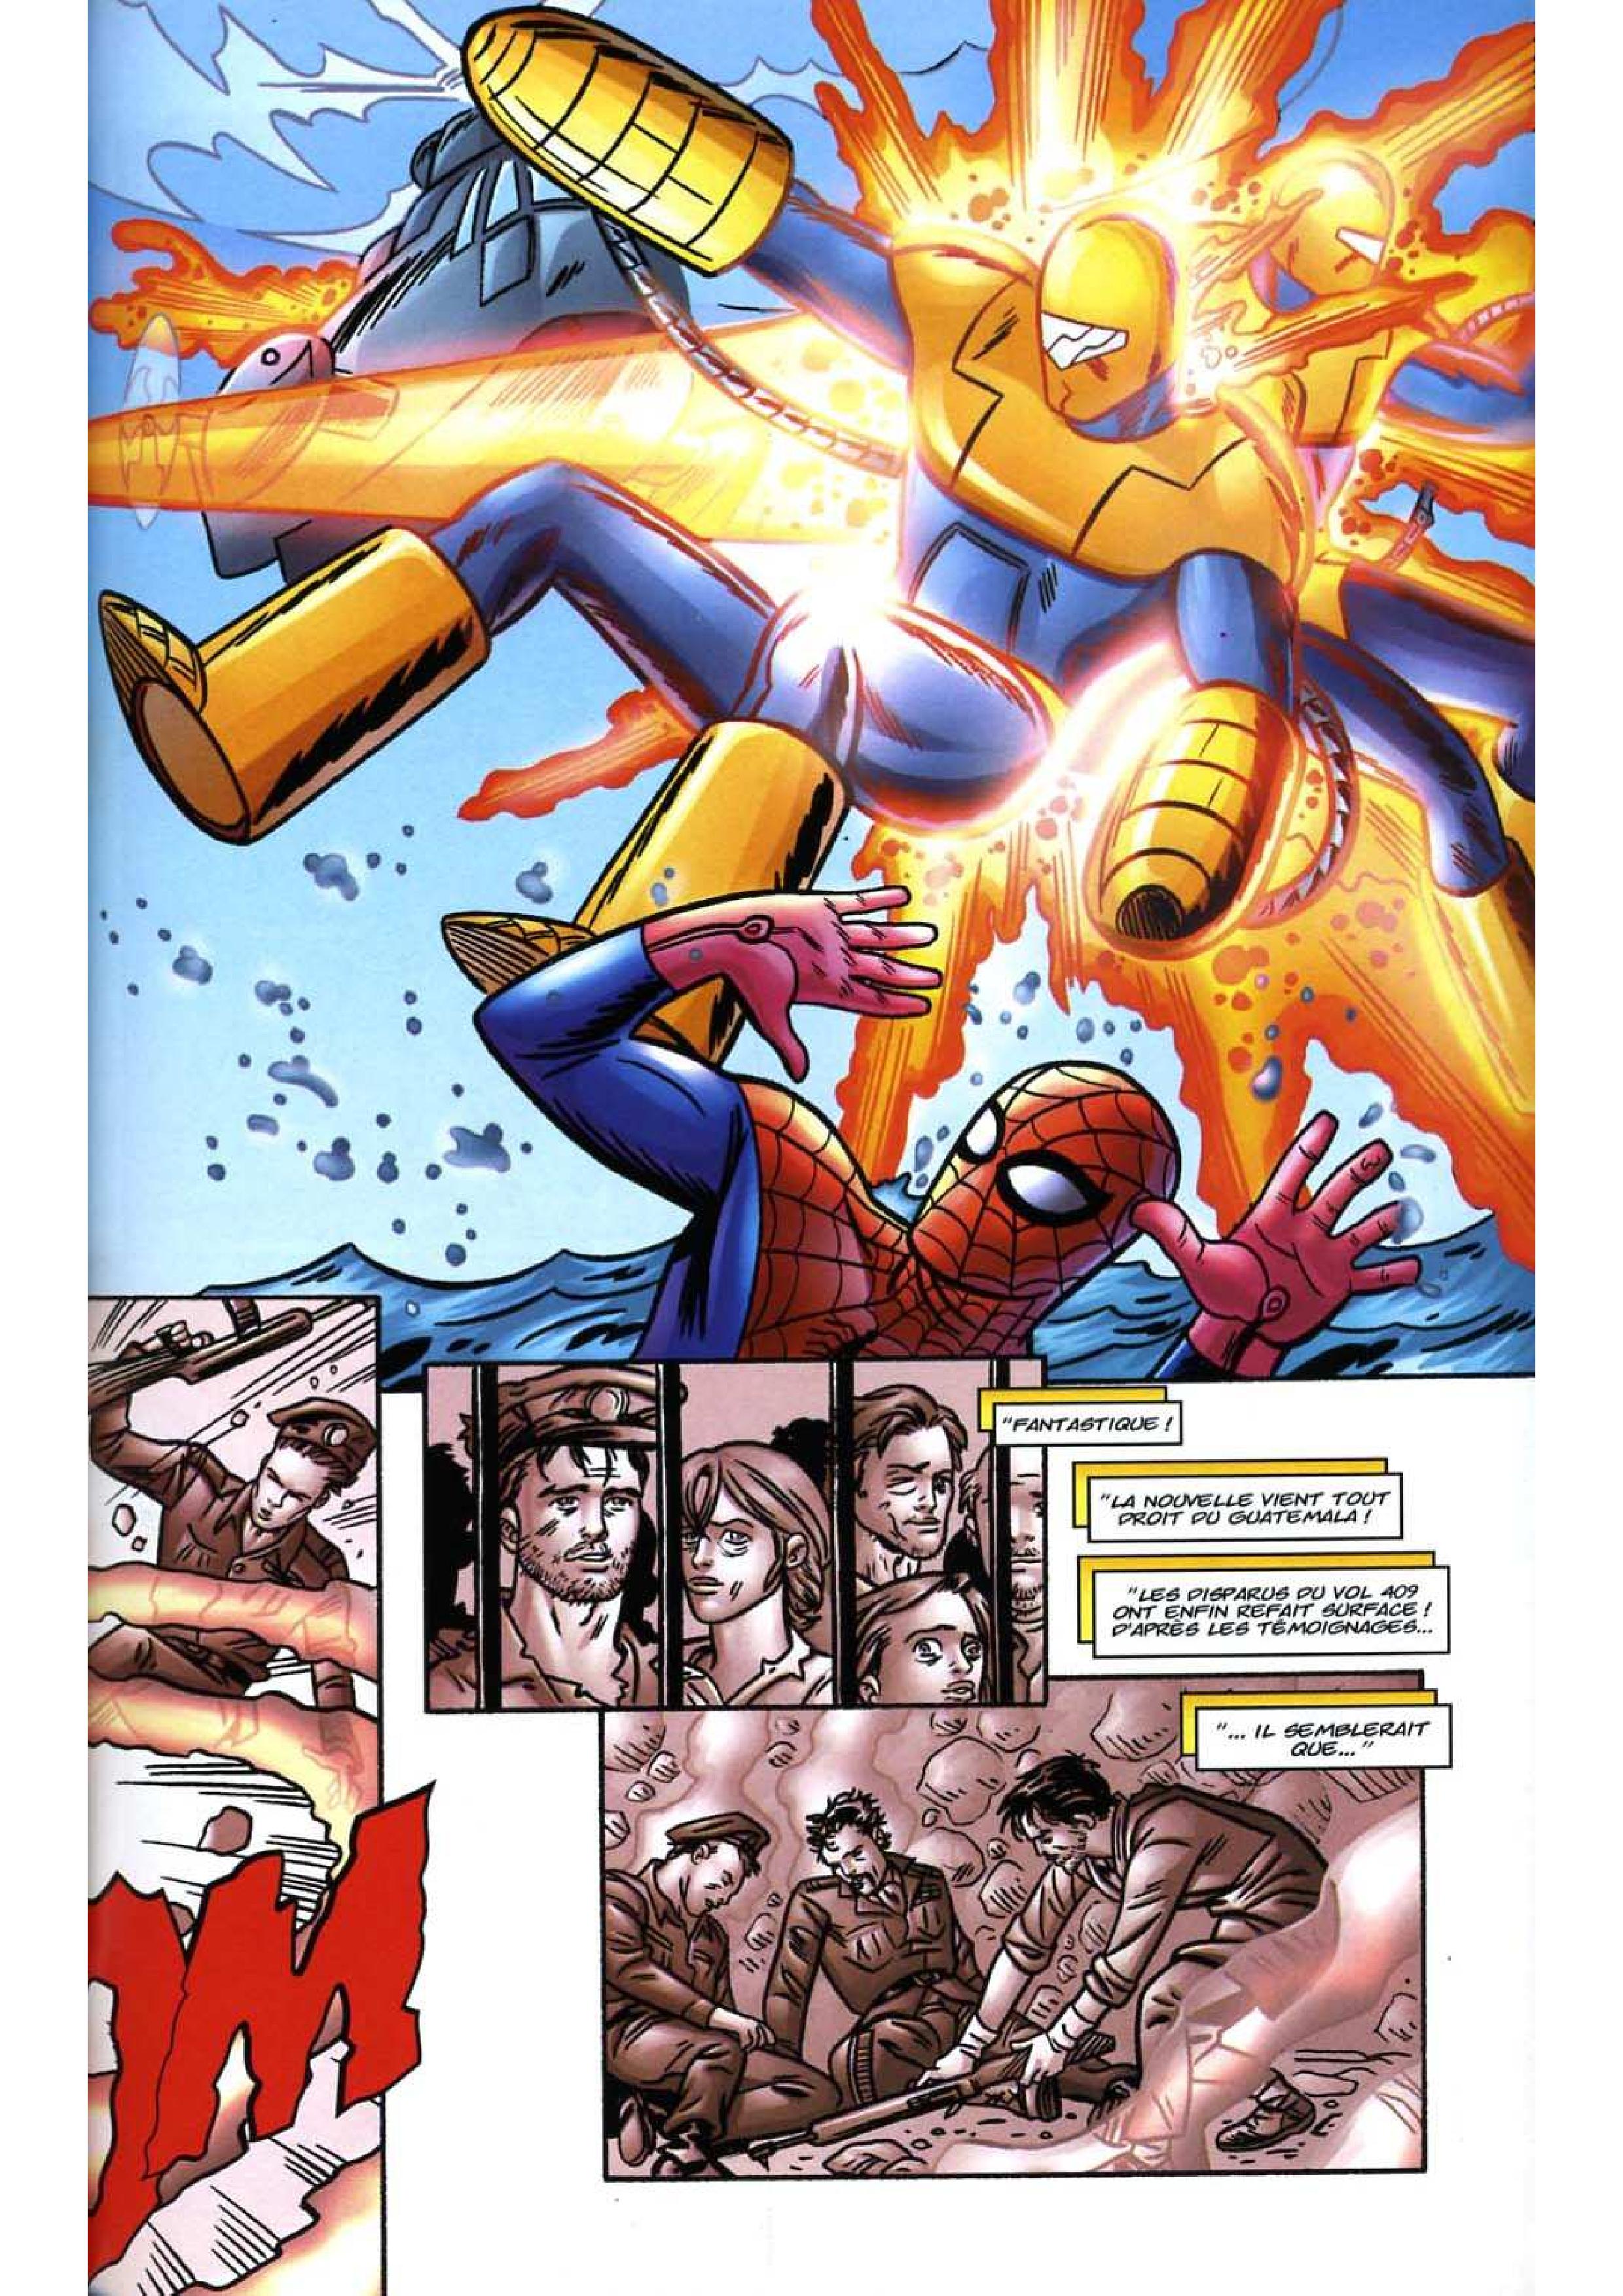 "FANTASTIQUE !
"LA NOUVELLE VIENT TOUT
DROIT DU GUATEMALA !
"LES DISPARUS DU VOL 409
ONT ENFIN REFAIT SURFACE !
D'APRÈS LES TÉMOIGNAGES...
"... IL SEMBLERAIT
QUE..."
OM